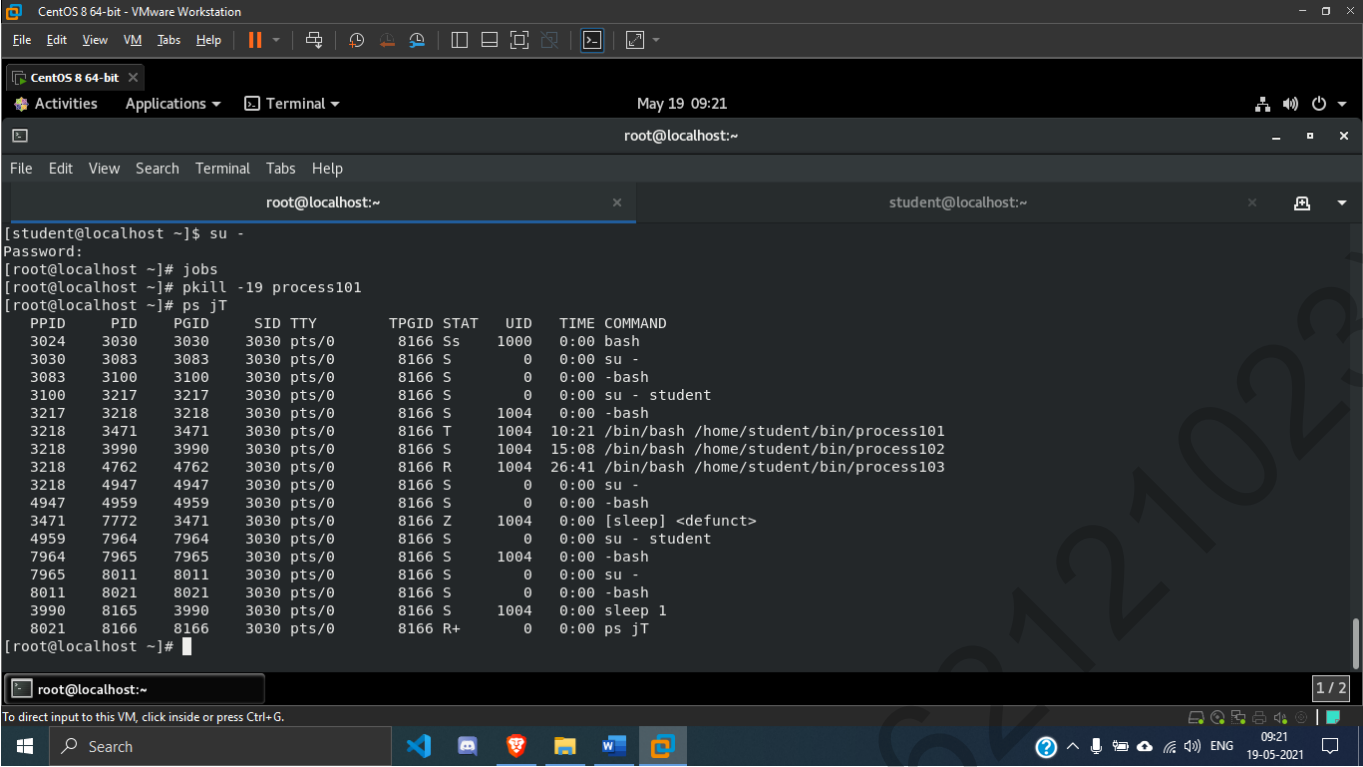 CentOS 8 64-bit - VMware Workstation
File Edit View VM Tabs Help
CentOS 8 64-bit
Activities Applications Terminal May 19 09:21
root@localhost:~
File Edit View Search Terminal Tabs Help
root@localhost:~ student@localhost:~
[student@localhost ~]$ su -
Password:
[root@localhost ~]# jobs
[root@localhost ~]# pkill -19 process101
[root@localhost ~]# ps jT
PPID PID PGID SID TTY TPGID STAT UID TIME COMMAND
3024 3030 3030 3030 pts/0 8166 Ss 1000 0:00 bash
3030 3083 3083 3030 pts/0 8166 S 0 0:00 su -
3083 3100 3100 3030 pts/0 8166 S 0 0:00 -bash
3100 3217 3217 3030 pts/0 8166 S 0 0:00 su - student
3217 3218 3218 3030 pts/0 8166 S 1004 0:00 -bash
3218 3471 3471 3030 pts/0 8166 T 1004 10:21 /bin/bash /home/student/bin/process101
3218 3990 3990 3030 pts/0 8166 S 1004 15:08 /bin/bash /home/student/bin/process102
3218 4762 4762 3030 pts/0 8166 R 1004 26:41 /bin/bash /home/student/bin/process103
3218 4947 4947 3030 pts/0 8166 S 0 0:00 su -
4947 4959 4959 3030 pts/0 8166 S 0 0:00 -bash
3471 7772 3471 3030 pts/0 8166 Z 1004 0:00 [sleep] <defunct>
4959 7964 7964 3030 pts/0 8166 S 0 0:00 su - student
7964 7965 7965 3030 pts/0 8166 S 1004 0:00 -bash
7965 8011 8011 3030 pts/0 8166 S 0 0:00 su -
8011 8021 8021 3030 pts/0 8166 S 0 0:00 -bash
3990 8165 3990 3030 pts/0 8166 S 1004 0:00 sleep 1
8021 8166 8166 3030 pts/0 8166 R+ 0 0:00 ps jT
[root@localhost ~]#
root@localhost:~ 1 / 2
To direct input to this VM, click inside or press Ctrl+G.
Search ENG 09:21
19-05-2021